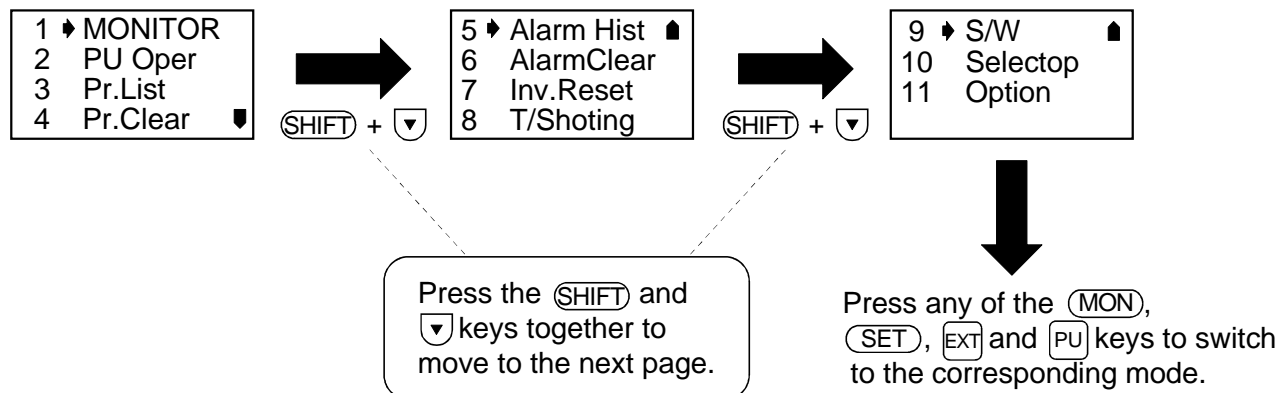 1 MONITOR
2 PU Oper
3 Pr.List
4 Pr.Clear
SHIFT + ▼
5 Alarm Hist
6 AlarmClear
7 Inv.Reset
8 T/Shoting
SHIFT + ▼
9 S/W
10 Selectop
11 Option
Press the SHIFT and
▼ keys together to
move to the next page.
Press any of the MON,
SET, EXT and PU keys to switch
to the corresponding mode.